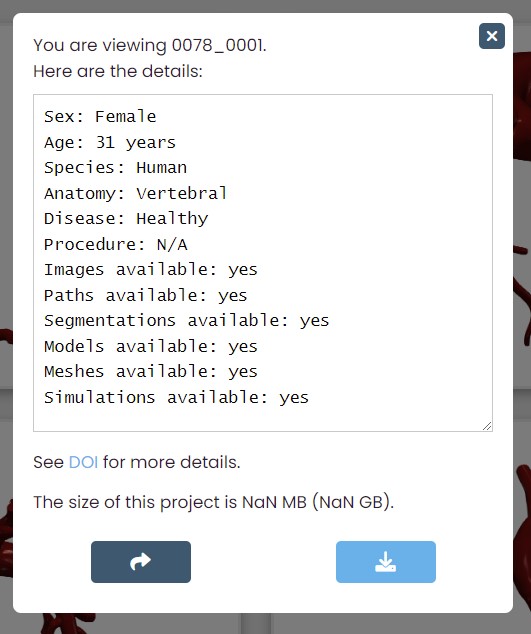 You are viewing 0078_0001.
Here are the details:
Sex: Female
Age: 31 years
Species: Human
Anatomy: Vertebral
Disease: Healthy
Procedure: N/A
Images available: yes
Paths available: yes
Segmentations available: yes
Models available: yes
Meshes available: yes
Simulations available: yes
See DOI for more details.
The size of this project is NaN MB (NaN GB).